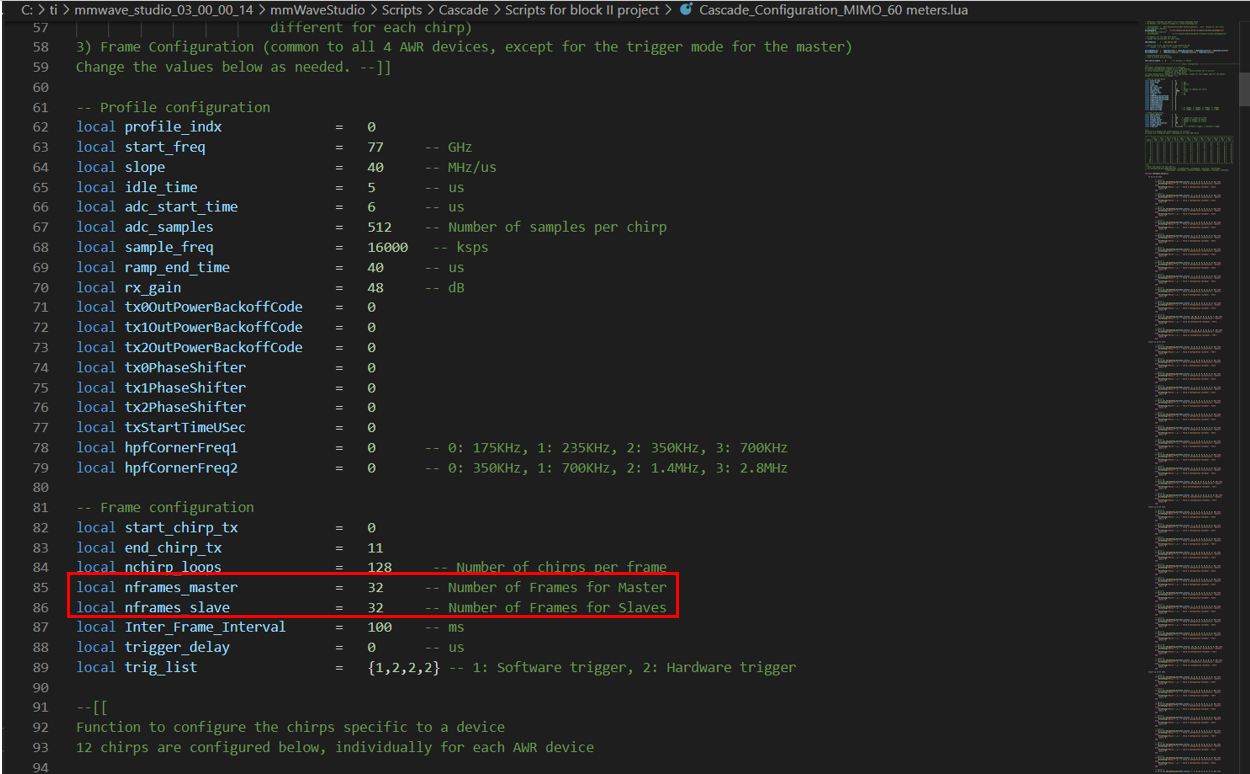 C: > ti > mmwave_studio_03_00_00_14 > mmWaveStudio > Scripts > Cascade > Scripts for block II project > Cascade_Configuration_MIMO_60 meters.lua
57 different for each chirp)
58 3) Frame Configuration (common to all 4 AWR devices, except for the trigger mode for the master)
59 Change the values below as needed. --]]
60
61 -- Profile configuration
62 local profile_indx = 0
63 local start_freq = 77 -- GHz
64 local slope = 40 -- MHz/us
65 local idle_time = 5 -- us
66 local adc_start_time = 6 -- us
67 local adc_samples = 512 -- Number of samples per chirp
68 local sample_freq = 16000 -- ksps
69 local ramp_end_time = 40 -- us
70 local rx_gain = 48 -- dB
71 local tx0OutPowerBackoffCode = 0
72 local tx1OutPowerBackoffCode = 0
73 local tx2OutPowerBackoffCode = 0
74 local tx0PhaseShifter = 0
75 local tx1PhaseShifter = 0
76 local tx2PhaseShifter = 0
77 local txStartTimeUSec = 0
78 local hpfCornerFreq1 = 0 -- 0: 175KHz, 1: 235KHz, 2: 350KHz, 3: 700KHz
79 local hpfCornerFreq2 = 0 -- 0: 350KHz, 1: 700KHz, 2: 1.4MHz, 3: 2.8MHz
80
81 -- Frame configuration
82 local start_chirp_tx = 0
83 local end_chirp_tx = 11
84 local nchirp_loops = 128 -- Number of chirps per frame
85 local nframes_master = 32 -- Number of Frames for Master
86 local nframes_slave = 32 -- Number of Frames for Slaves
87 local Inter_Frame_Interval = 100 -- ms
88 local trigger_delay = 0 -- us
89 local trig_list = {1,2,2,2} -- 1: Software trigger, 2: Hardware trigger
90
91 --[[
92 Function to configure the chirps specific to a device
93 12 chirps are configured below, individually for each AWR device
94